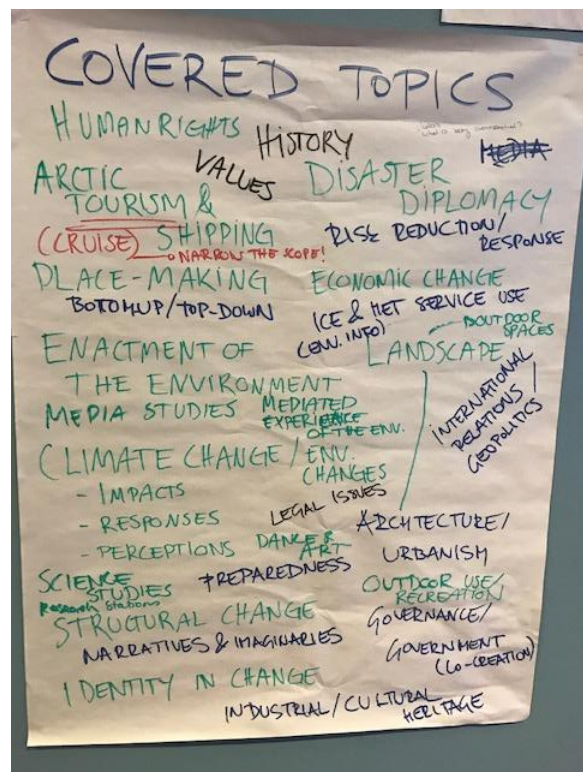 COVERED TOPICS
HUMAN RIGHTS
HISTORY
what is being
MEDIA
VALUES
ARCTIC
TOURISM &
(CRUISE) SHIPPING
NARROW THE SCOPE!
DISASTER
DIPLOMACY
RISK REDUCTION/
RESPONSE
PLACE-MAKING
BOTOMUP/TOP-DOWN
ECONOMIC CHANGE
ICE & MET SERVICE USE
(ENV. INFO)
OUTDOOR
SPACES
LANDSCAPE
ENACTMENT OF
THE ENVIRONMENT
MEDIA STUDIES
MEDIATED
EXPERIENCE
OF THE ENV.
INTERNATIONAL
RELATIONS /
GEOPOLITICS
CLIMATE CHANGE/ENV.
CHANGES
- IMPACTS
- RESPONSES
- PERCEPTIONS
LEGAL ISSUES
DANCE &
ART
PREPAREDNESS
ARCHITECTURE/
URBANISM
SCIENCE
STUDIES
Research stations
OUTDOOR USE/
RECREATION
STRUCTURAL CHANGE
NARRATIVES & IMAGINARIES
GOVERNANCE/
GOVERNMENT
(CO-CREATION)
IDENTITY IN CHANGE
INDUSTRIAL/CULTURAL
HERITAGE